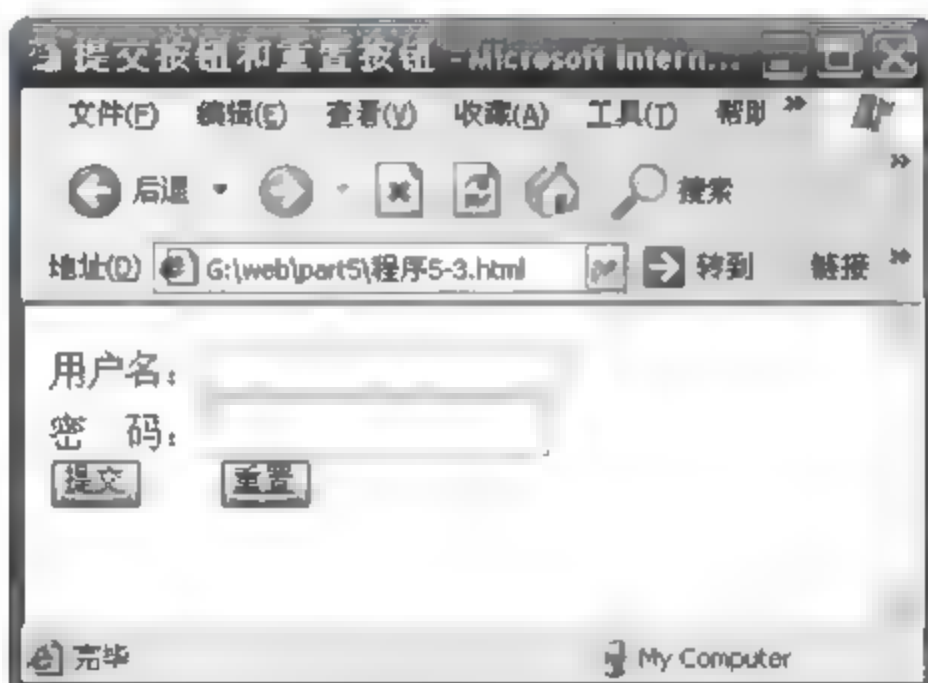 提交按钮和重置按钮 - Microsoft Intern...
文件(F) 编辑(E) 查看(V) 收藏(A) 工具(T) 帮助 »
后退 搜索 »
地址(D) G:\web\part5\程序5-3.html 转到 链接 »
用户名:
密 码:
提交 重置
完毕 My Computer